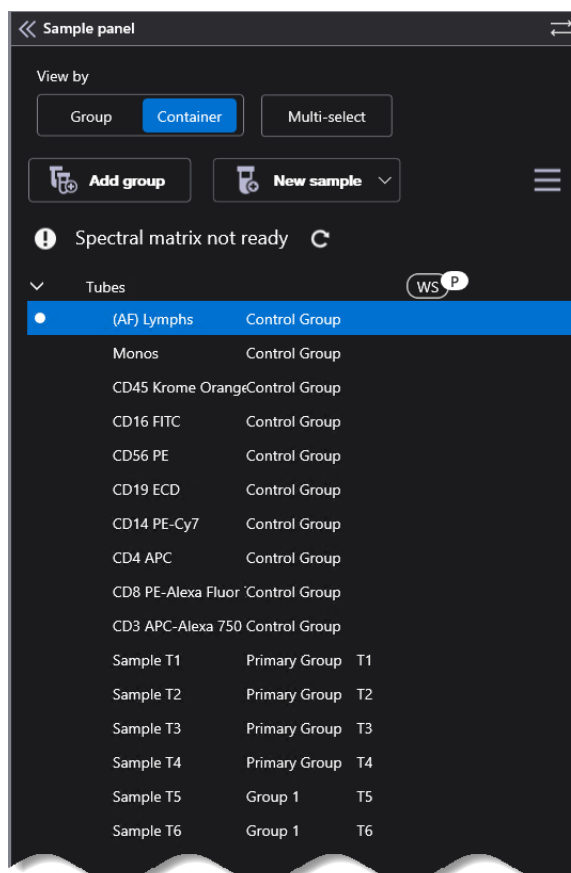 Sample panel
View by
Group Container Multi-select
Add group New sample
Spectral matrix not ready
Tubes WS P
(AF) Lymphs Control Group
Monos Control Group
CD45 Krome Orange Control Group
CD16 FITC Control Group
CD56 PE Control Group
CD19 ECD Control Group
CD14 PE-Cy7 Control Group
CD4 APC Control Group
CD8 PE-Alexa Fluor Control Group
CD3 APC-Alexa 750 Control Group
Sample T1 Primary Group T1
Sample T2 Primary Group T2
Sample T3 Primary Group T3
Sample T4 Primary Group T4
Sample T5 Group 1 T5
Sample T6 Group 1 T6